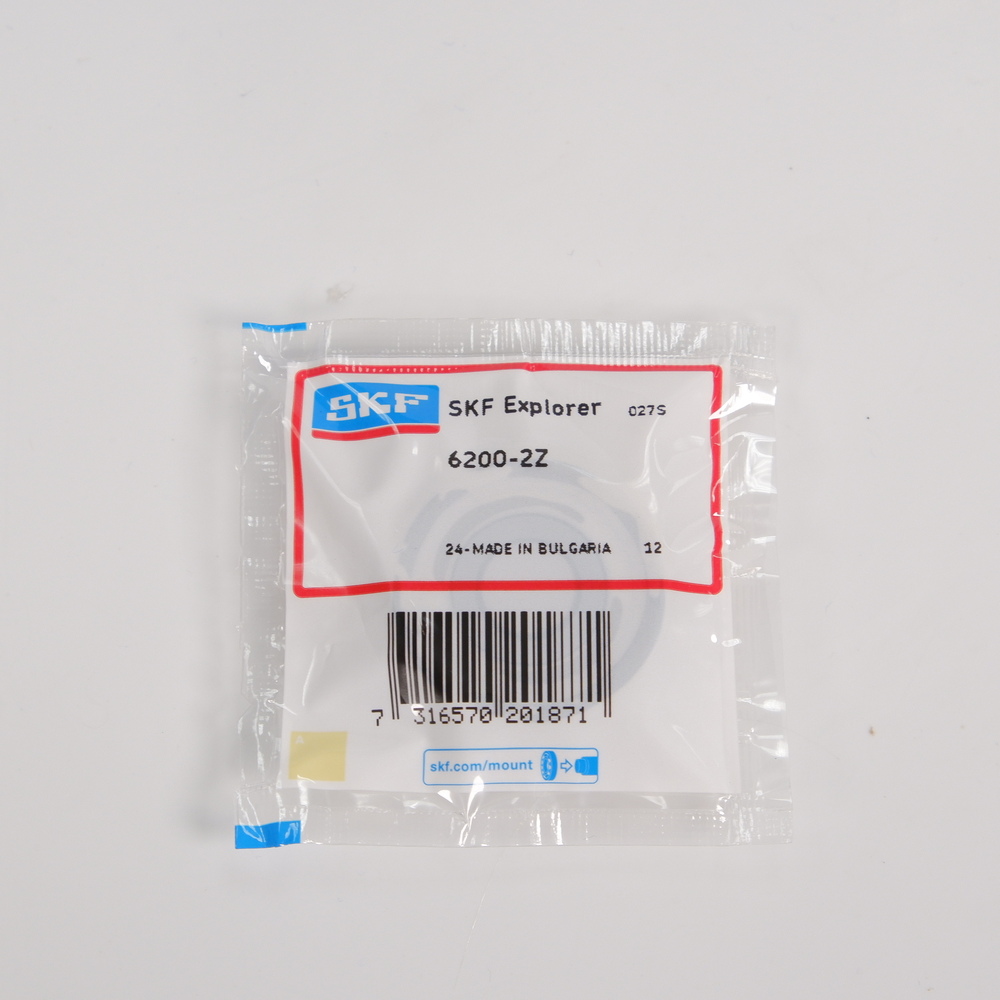 SKF SKF Explorer 027S
6200-2Z
24-MADE IN BULGARIA 12
7 316570 201871
A
skf.com/mount